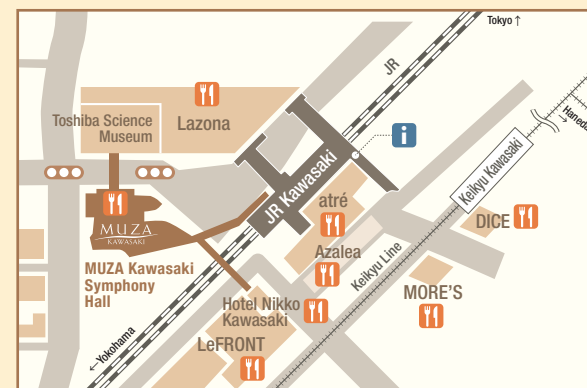 Tokyo ↑
JR
→ Haneda
Keikyu Kawasaki
Lazona
Toshiba Science
Museum
i
JR Kawasaki
atré
DICE
MUZA
KAWASAKI
Azalea
Keikyu Line
MUZA Kawasaki
Symphony
Hall
MORE'S
Hotel Nikko
Kawasaki
LeFRONT
←Yokohama